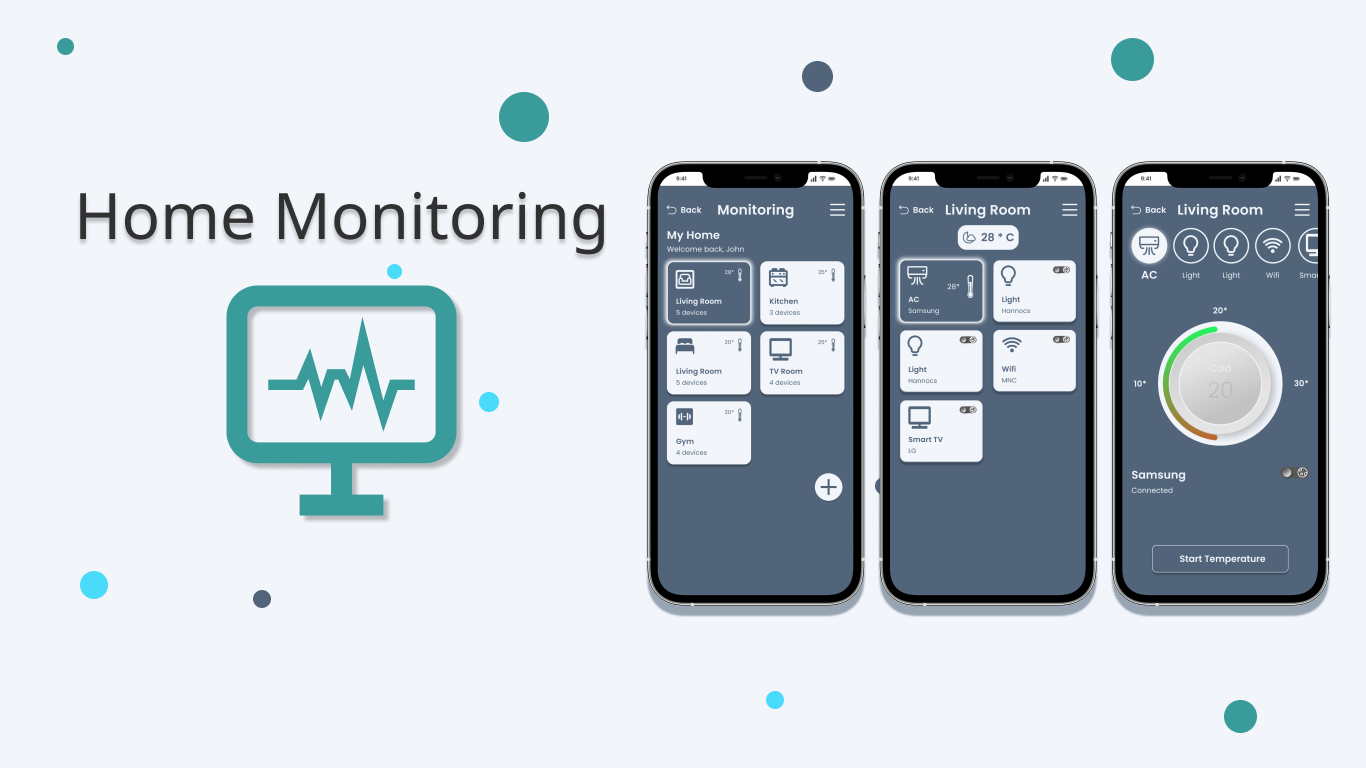 Home Monitoring
9:41
Back
Monitoring
My Home
Welcome back, John
28°
Living Room
5 devices
Kitchen
3 devices
20°
Living Room
5 devices
25°
TV Room
4 devices
20°
Gym
4 devices
9:41
Back
Living Room
28 ° C
28°
AC
Samsung
Light
Hannocs
Light
Hannocs
Wifi
MNC
Smart TV
LG
9:41
Back
Living Room
AC
Light
Light
Wifi
Smar
20°
10°
30°
Cold
20
Samsung
Connected
Start Temperature